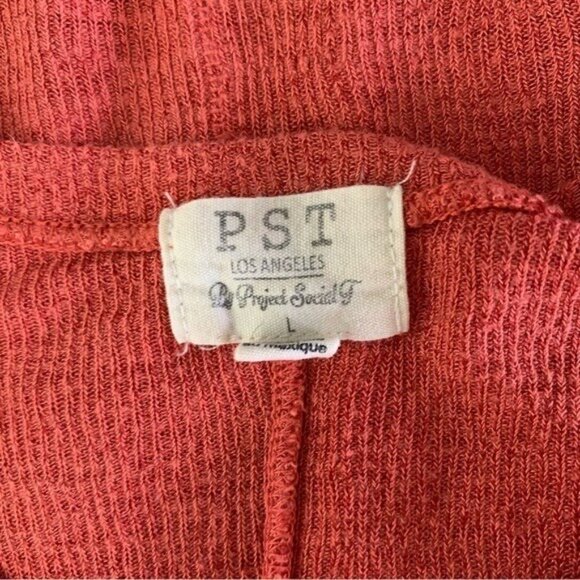 PST
LOS ANGELES
By Project Social T
L